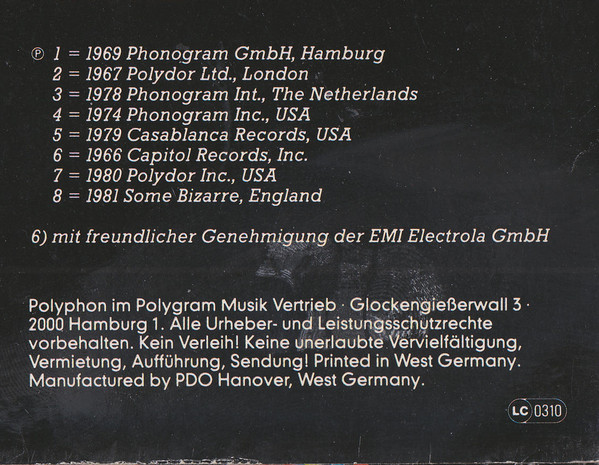 ℗ 1 = 1969 Phonogram GmbH, Hamburg
2 = 1967 Polydor Ltd., London
3 = 1978 Phonogram Int., The Netherlands
4 = 1974 Phonogram Inc., USA
5 = 1979 Casablanca Records, USA
6 = 1966 Capitol Records, Inc.
7 = 1980 Polydor Inc., USA
8 = 1981 Some Bizarre, England
6) mit freundlicher Genehmigung der EMI Electrola GmbH
Polyphon im Polygram Musik Vertrieb · Glockengießerwall 3 ·
2000 Hamburg 1. Alle Urheber- und Leistungsschutzrechte
vorbehalten. Kein Verleih! Keine unerlaubte Vervielfältigung,
Vermietung, Aufführung, Sendung! Printed in West Germany.
Manufactured by PDO Hanover, West Germany.
LC 0310